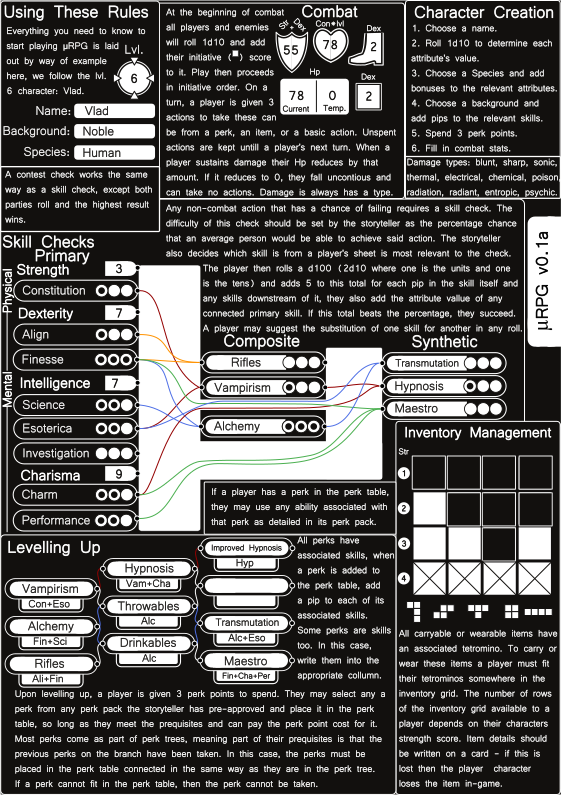 Using These Rules
Everything you need to know to
start playing µRPG is laid
out by way of example
here, we follow the lvl.
6 character: Vlad.
Lvl.
6
Name: Vlad
Background: Noble
Species: Human
A contest check works the same
way as a skill check, except both
parties roll and the highest result
wins.
Combat
At the beginning of combat
all players and enemies
will roll 1d10 and add
their initiative (■) score
to it. Play then proceeds
in initiative order. On a
turn, a player is given 3
actions to take these can
be from a perk, an item, or a basic action. Unspent
actions are kept untill a player's next turn. When a
player sustains damage their Hp reduces by that
amount. If it reduces to 0, they fall uncontious and
can take no actions. Damage is always has a type.
Str + Dex
55
Con•lvl
78
Dex
2
Hp
78 0
Current Temp.
Dex
2
Character Creation
1. Choose a name.
2. Roll 1d10 to determine each
attribute's value.
3. Choose a Species and add
bonuses to the relevant attributes.
4. Choose a background and
add pips to the relevant skills.
5. Spend 3 perk points.
6. Fill in combat stats.
Damage types: blunt, sharp, sonic,
thermal, electrical, chemical, poison,
radiation, radiant, entropic, psychic.
Any non-combat action that has a chance of failing requires a skill check. The
difficulty of this check should be set by the storyteller as the percentage chance
that an average person would be able to achieve said action. The storyteller
also decides which skill is from a player's sheet is most relevant to the check.
The player then rolls a d100 (2d10 where one is the units and one
is the tens) and adds 5 to this total for each pip in the skill itself and
any skills downstream of it, they also add the attribute vallue of any
connected primary skill. If this total beats the percentage, they succeed.
A player may suggest the substitution of one skill for another in any roll.
µRPG v0.1a
Skill Checks
Primary
Physical
Strength 3
Constitution
Dexterity 7
Align
Finesse
Mental
Intelligence 7
Science
Esoterica
Investigation
Charisma 9
Charm
Performance
Composite
Rifles
Vampirism
Alchemy
Synthetic
Transmutation
Hypnosis
Maestro
If a player has a perk in the perk table,
they may use any ability associated with
that perk as detailed in its perk pack.
Inventory Management
Str
1
2
3
4
All carryable or wearable items have
an associated tetromino. To carry or
wear these items a player must fit
their tetrominos somewhere in the
inventory grid. The number of rows
of the inventory grid available to a
player depends on their characters
strength score. Item details should
be written on a card - if this is
lost then the player character
loses the item in-game.
Levelling Up
Vampirism
Con+Eso
Alchemy
Fin+Sci
Rifles
Ali+Fin
Hypnosis
Vam+Cha
Throwables
Alc
Drinkables
Alc
Improved Hypnosis
Hyp
Transmutation
Alc+Eso
Maestro
Fin+Cha+Per
All perks have
associated skills, when
a perk is added to
the perk table, add
a pip to each of its
associated skills.
Some perks are skills
too. In this case,
write them into the
appropriate column.
Upon levelling up, a player is given 3 perk points to spend. They may select any a
perk from any perk pack the storyteller has pre-approved and place it in the perk
table, so long as they meet the prequisites and can pay the perk point cost for it.
Most perks come as part of perk trees, meaning part of their prequisites is that the
previous perks on the branch have been taken. In this case, the perks must be
placed in the perk table connected in the same way as they are in the perk tree.
If a perk cannot fit in the perk table, then the perk cannot be taken.